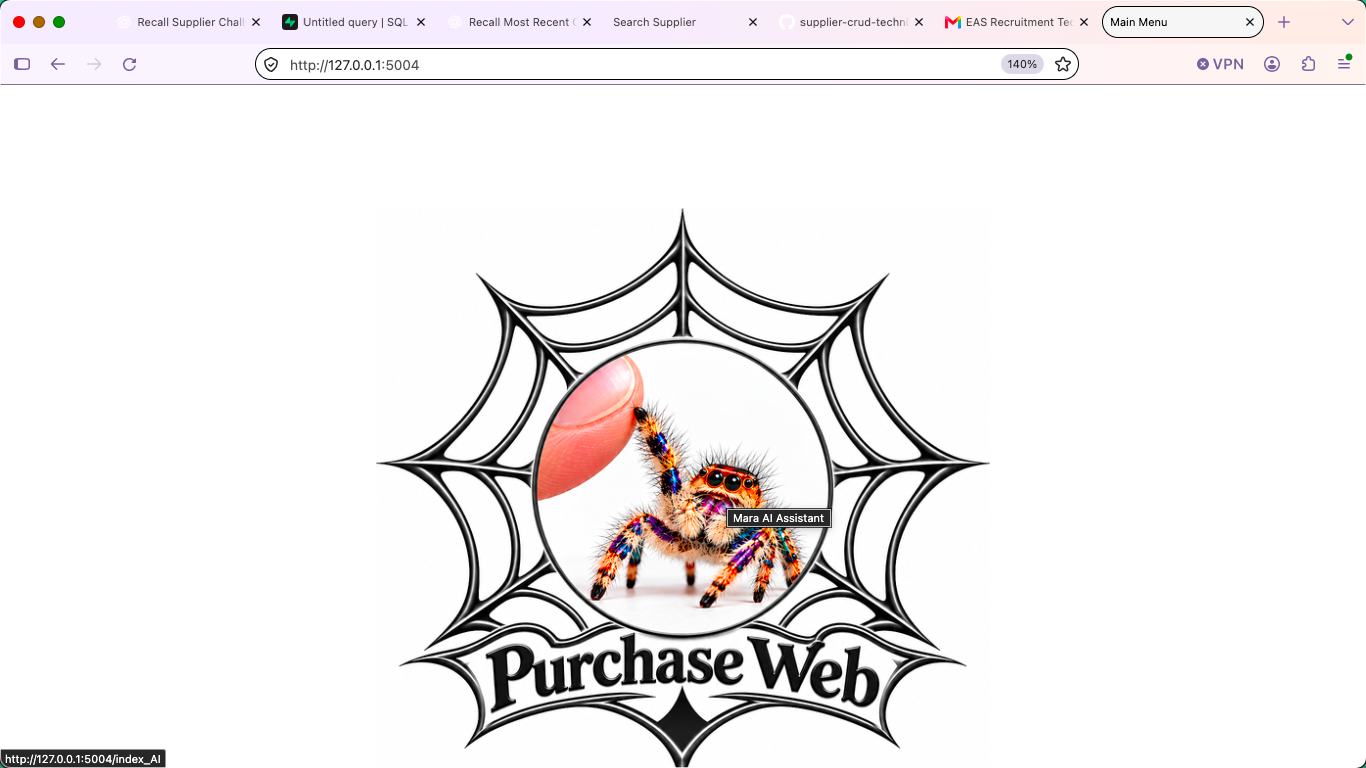 Recall Supplier Chall
Untitled query | SQL
Recall Most Recent
Search Supplier
supplier-crud-techni
EAS Recruitment Tec
Main Menu
http://127.0.0.1:5004
140%
VPN
Mara AI Assistant
Purchase Web
http://127.0.0.1:5004/index_AI